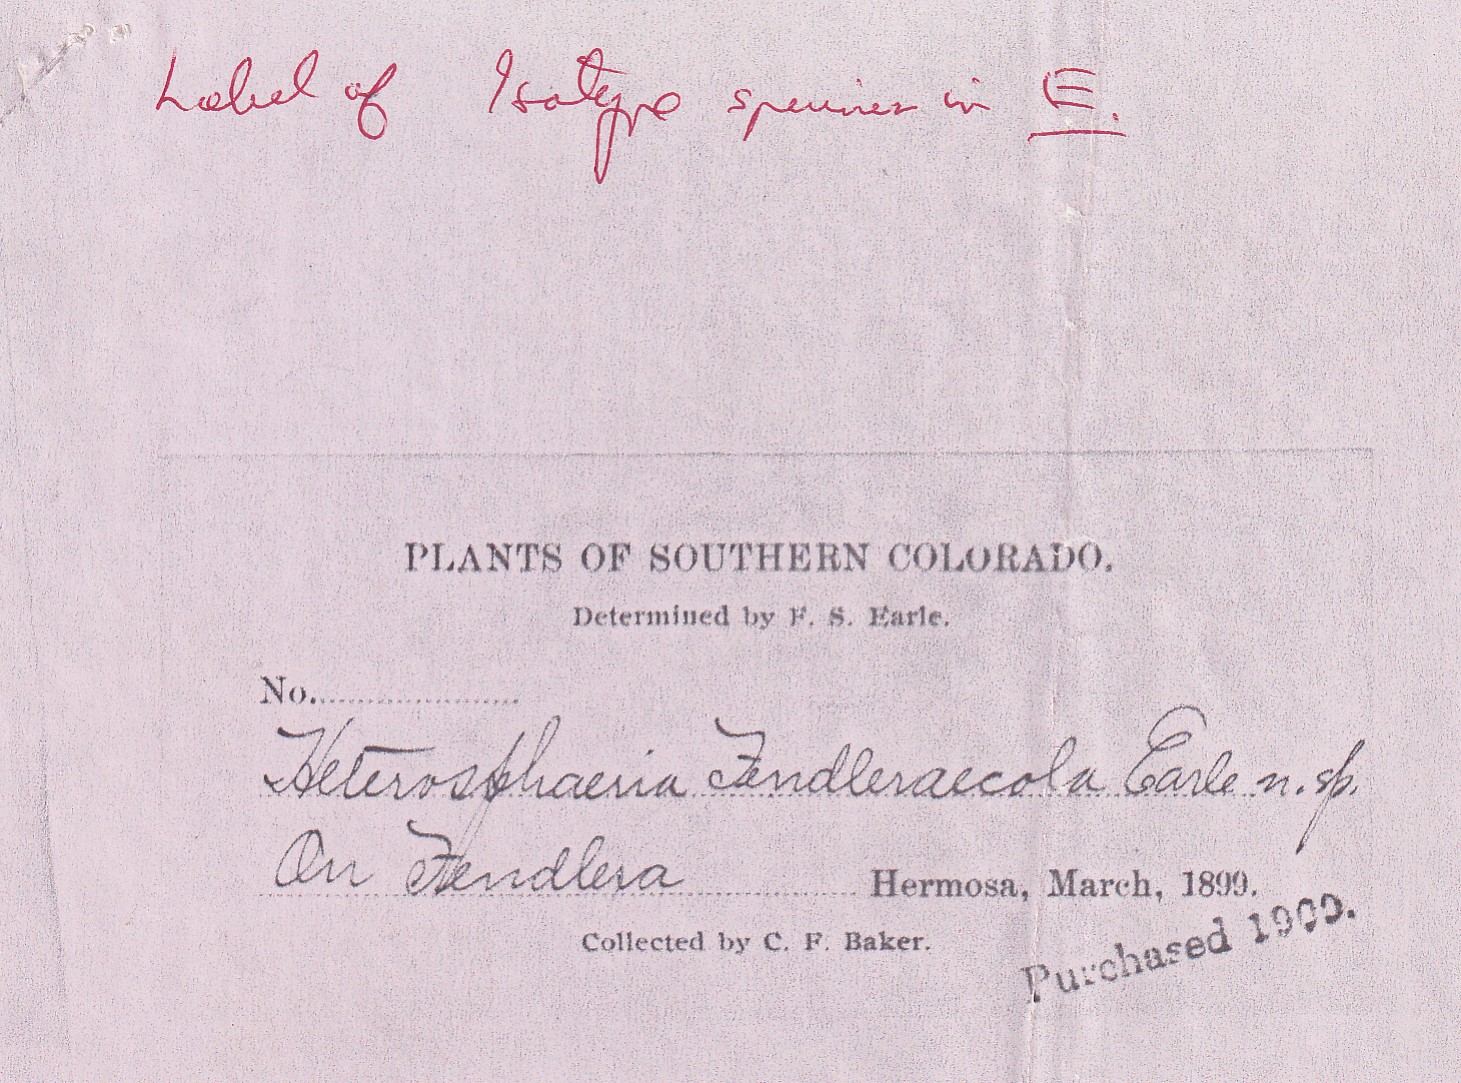 Label of Isotype specimen in E.
PLANTS OF SOUTHERN COLORADO.
Determined by F. S. Earle.
No.....................
Heterosphaeria Fendleraecola Earle n. sp.
On Fendlera Hermosa, March, 1899.
Collected by C. F. Baker.
Purchased 1900.